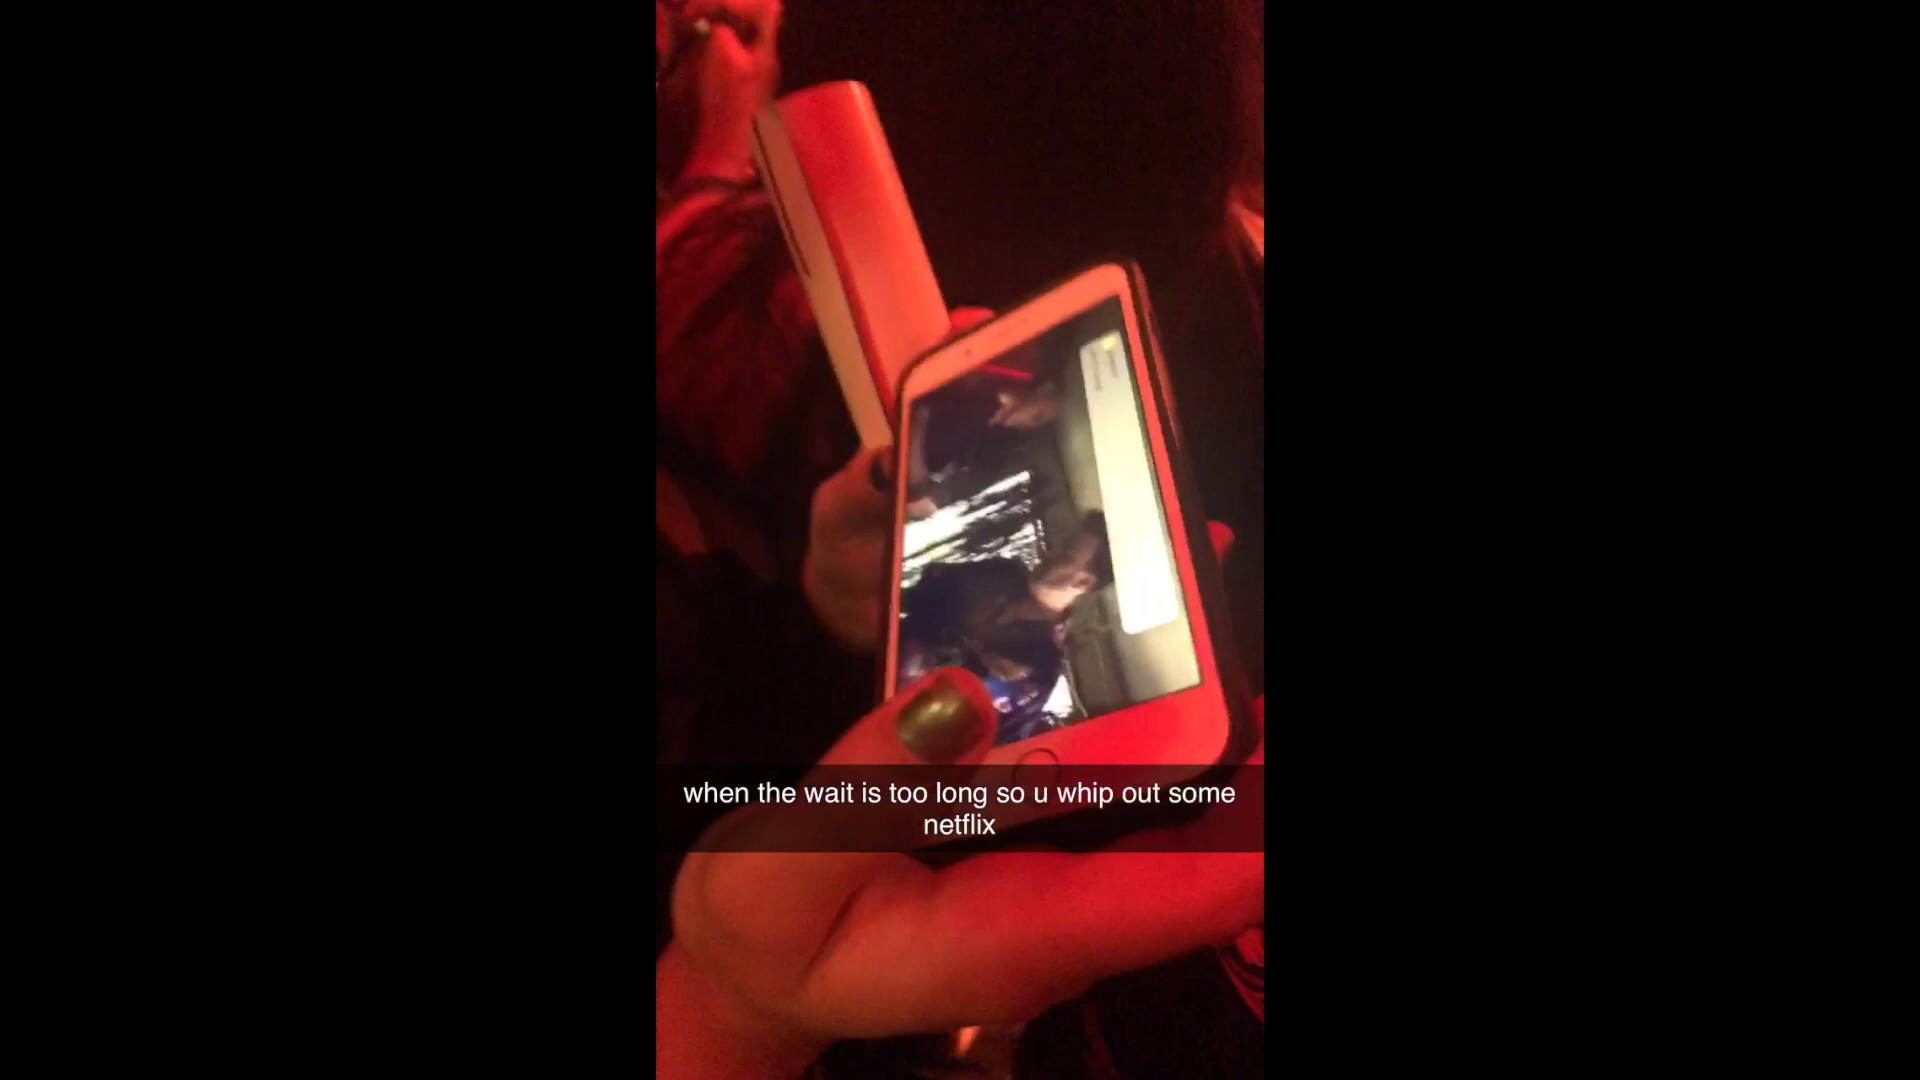 when the wait is too long so u whip out some
netflix